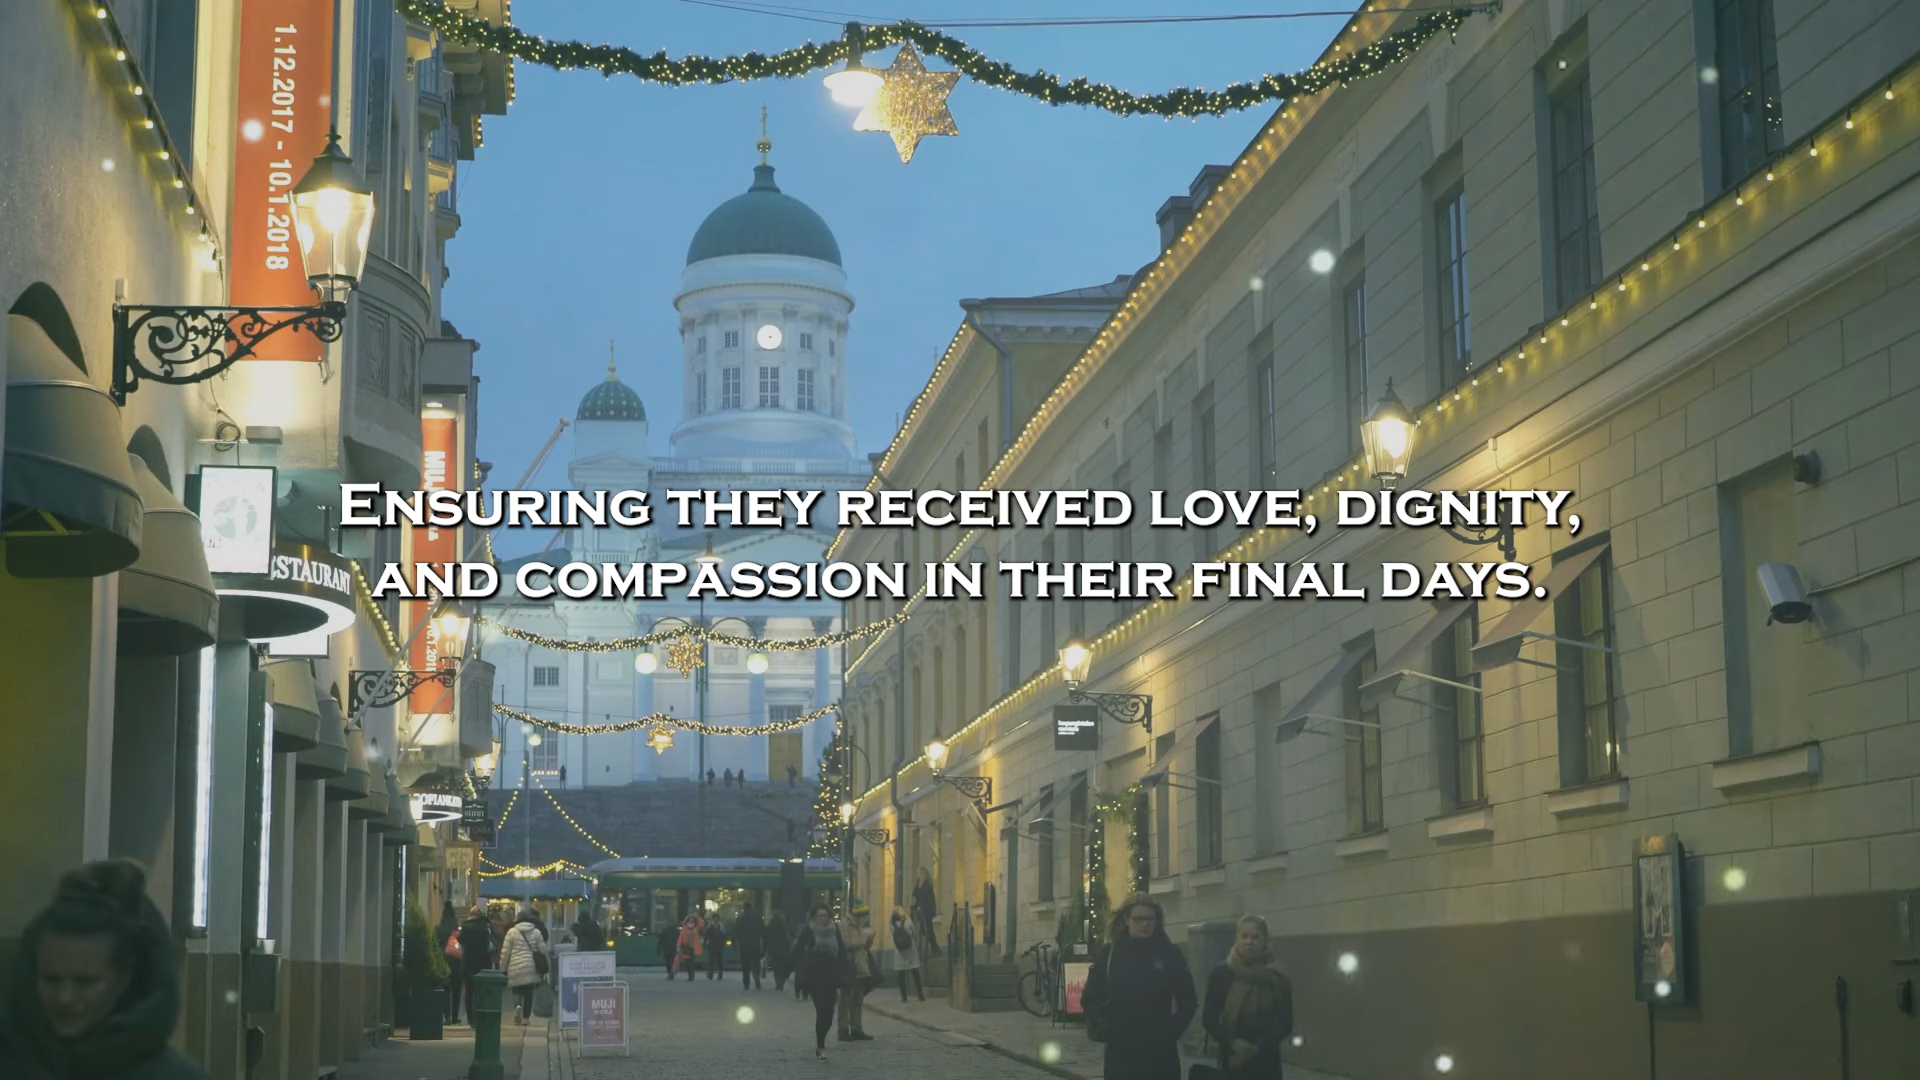 1.12.2017 - 10.1.2018
ENSURING THEY RECEIVED LOVE, DIGNITY,
AND COMPASSION IN THEIR FINAL DAYS.
STAURANT
MUJI